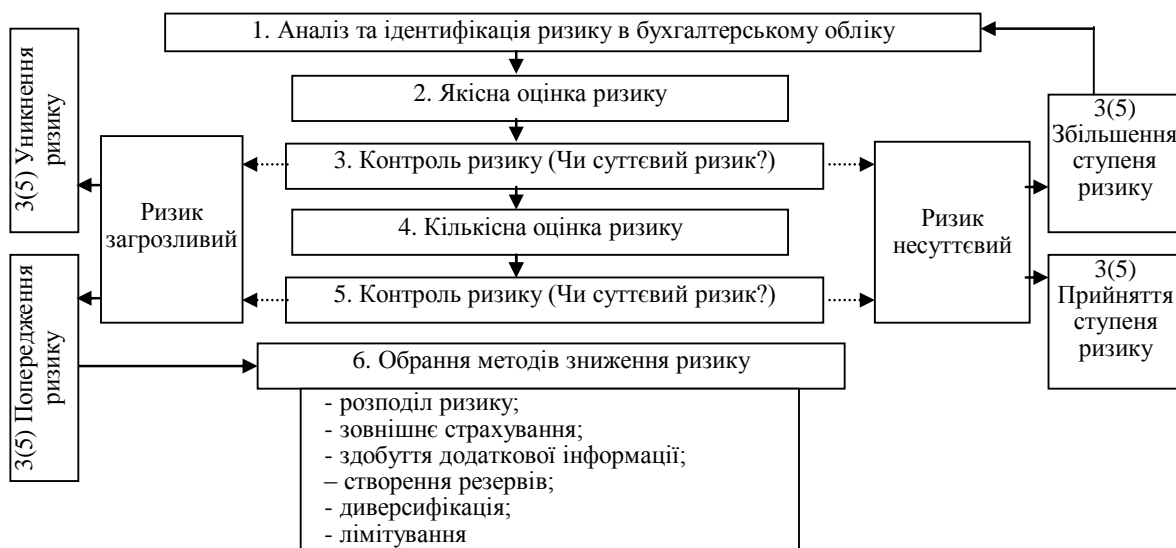 1. Аналіз та ідентифікація ризику в бухгалтерському обліку
2. Якісна оцінка ризику
3. Контроль ризику (Чи суттєвий ризик?)
4. Кількісна оцінка ризику
5. Контроль ризику (Чи суттєвий ризик?)
3(5) Уникнення
ризику
3(5) Попередження
ризику
Ризик
загрозливий
Ризик
несуттєвий
3(5)
Збільшення
ступеня
ризику
3(5)
Прийняття
ступеня
ризику
6. Обрання методів зниження ризику
- розподіл ризику;
- зовнішнє страхування;
- здобуття додаткової інформації;
– створення резервів;
- диверсифікація;
- лімітування